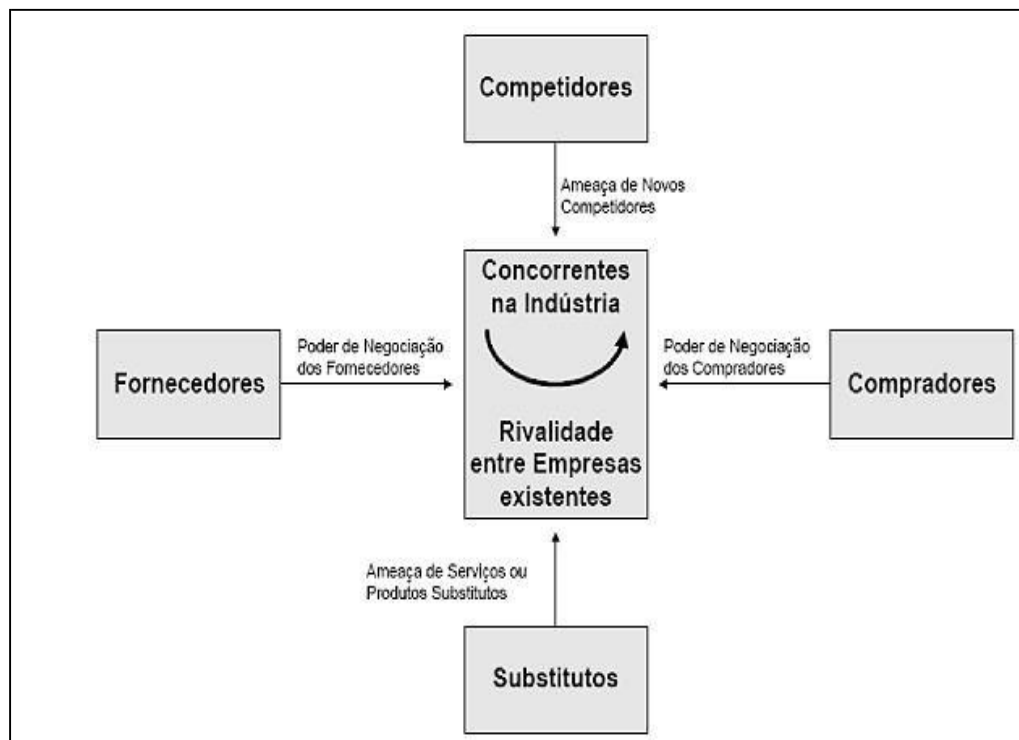 Competidores
Ameaça de Novos
Competidores
Concorrentes
na Indústria
Poder de Negociação
dos Fornecedores
Poder de Negociação
dos Compradores
Fornecedores
Compradores
Rivalidade
entre Empresas
existentes
Ameaça de Serviços ou
Produtos Substitutos
Substitutos